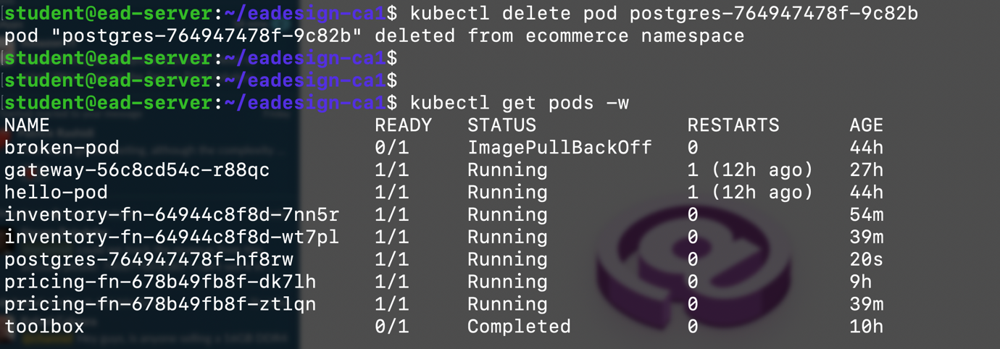 student@ead-server:~/eadesign-ca1$ kubectl delete pod postgres-764947478f-9c82b
pod "postgres-764947478f-9c82b" deleted from ecommerce namespace
student@ead-server:~/eadesign-ca1$
student@ead-server:~/eadesign-ca1$
student@ead-server:~/eadesign-ca1$ kubectl get pods -w
NAME READY STATUS RESTARTS AGE
broken-pod 0/1 ImagePullBackOff 0 44h
gateway-56c8cd54c-r88qc 1/1 Running 1 (12h ago) 27h
hello-pod 1/1 Running 1 (12h ago) 44h
inventory-fn-64944c8f8d-7nn5r 1/1 Running 0 54m
inventory-fn-64944c8f8d-wt7pl 1/1 Running 0 39m
postgres-764947478f-hf8rw 1/1 Running 0 20s
pricing-fn-678b49fb8f-dk7lh 1/1 Running 0 9h
pricing-fn-678b49fb8f-ztlqn 1/1 Running 0 39m
toolbox 0/1 Completed 0 10h